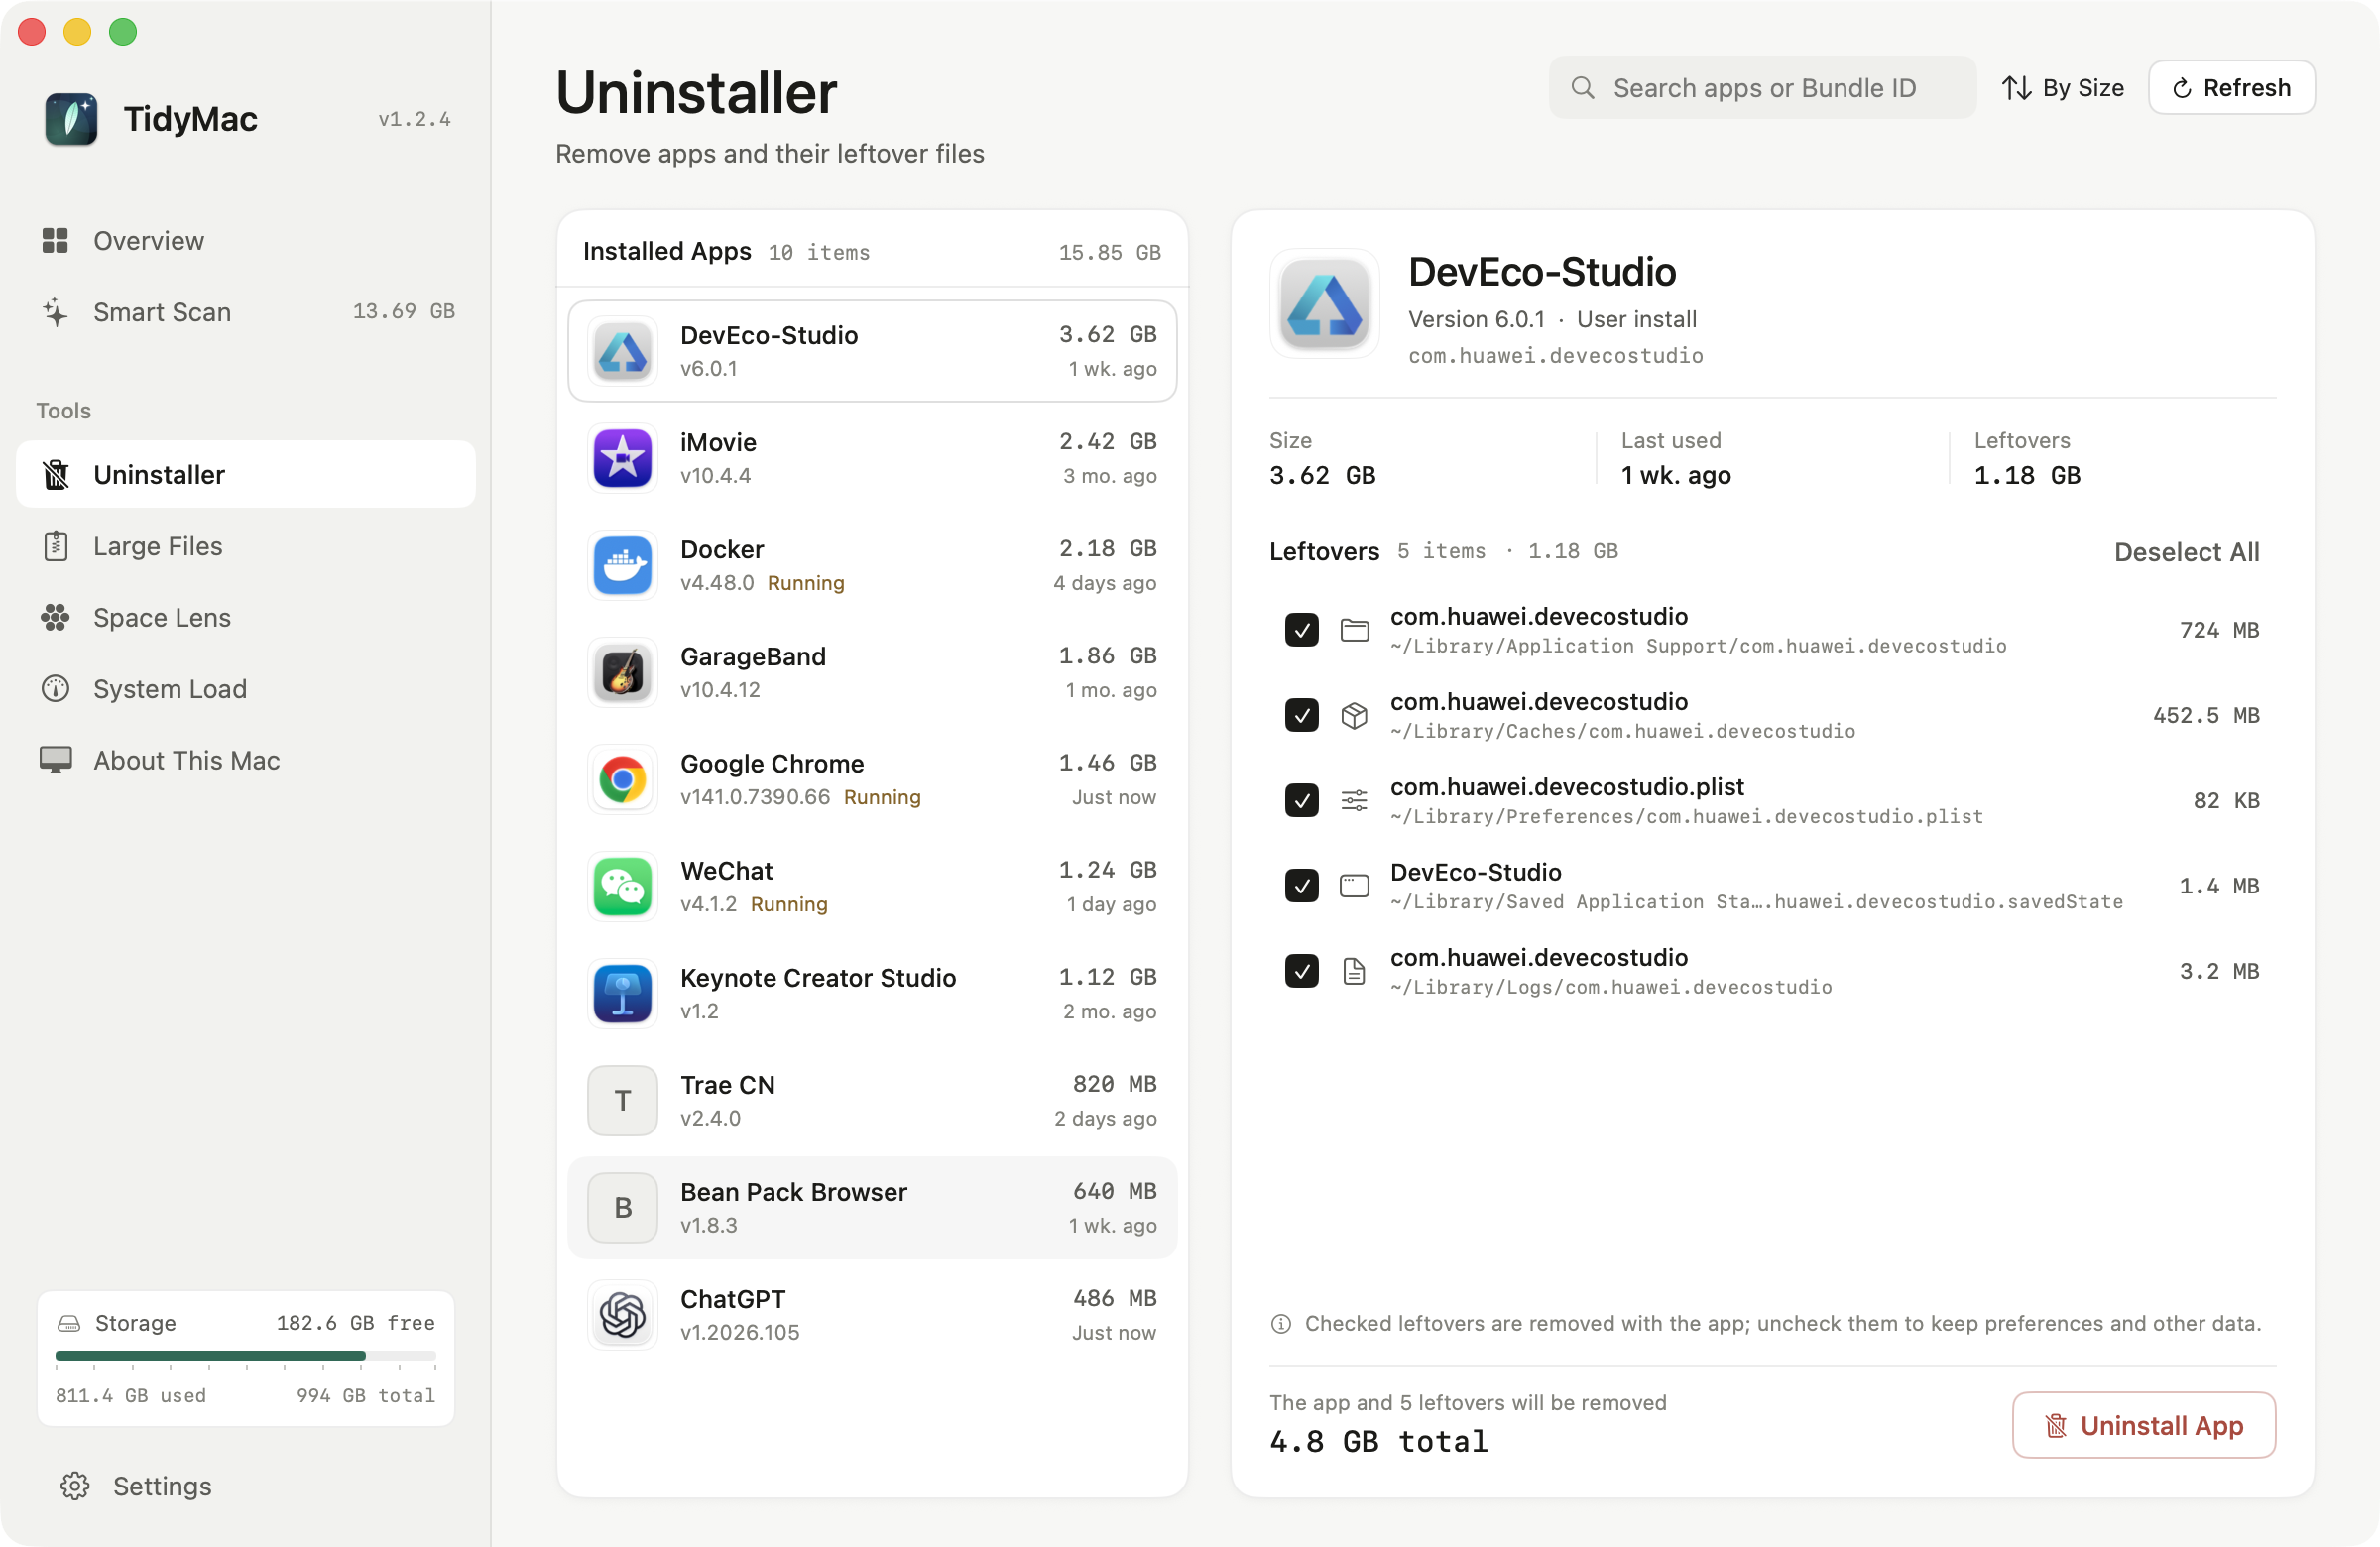 TidyMac v1.2.4
Overview
Smart Scan 13.69 GB
Tools
Uninstaller
Large Files
Space Lens
System Load
About This Mac
Storage 182.6 GB free
811.4 GB used 994 GB total
Settings
Uninstaller
Remove apps and their leftover files
Search apps or Bundle ID
By Size
Refresh
Installed Apps 10 items 15.85 GB
DevEco-Studio 3.62 GB
v6.0.1 1 wk. ago
iMovie 2.42 GB
v10.4.4 3 mo. ago
Docker 2.18 GB
v4.48.0 Running 4 days ago
GarageBand 1.86 GB
v10.4.12 1 mo. ago
Google Chrome 1.46 GB
v141.0.7390.66 Running Just now
WeChat 1.24 GB
v4.1.2 Running 1 day ago
Keynote Creator Studio 1.12 GB
v1.2 2 mo. ago
T
Trae CN 820 MB
v2.4.0 2 days ago
B
Bean Pack Browser 640 MB
v1.8.3 1 wk. ago
ChatGPT 486 MB
v1.2026.105 Just now
DevEco-Studio
Version 6.0.1 · User install
com.huawei.devecostudio
Size Last used Leftovers
3.62 GB 1 wk. ago 1.18 GB
Leftovers 5 items · 1.18 GB Deselect All
com.huawei.devecostudio
~/Library/Application Support/com.huawei.devecostudio
724 MB
com.huawei.devecostudio
~/Library/Caches/com.huawei.devecostudio
452.5 MB
com.huawei.devecostudio.plist
~/Library/Preferences/com.huawei.devecostudio.plist
82 KB
DevEco-Studio
~/Library/Saved Application Sta….huawei.devecostudio.savedState
1.4 MB
com.huawei.devecostudio
~/Library/Logs/com.huawei.devecostudio
3.2 MB
Checked leftovers are removed with the app; uncheck them to keep preferences and other data.
The app and 5 leftovers will be removed
4.8 GB total
Uninstall App